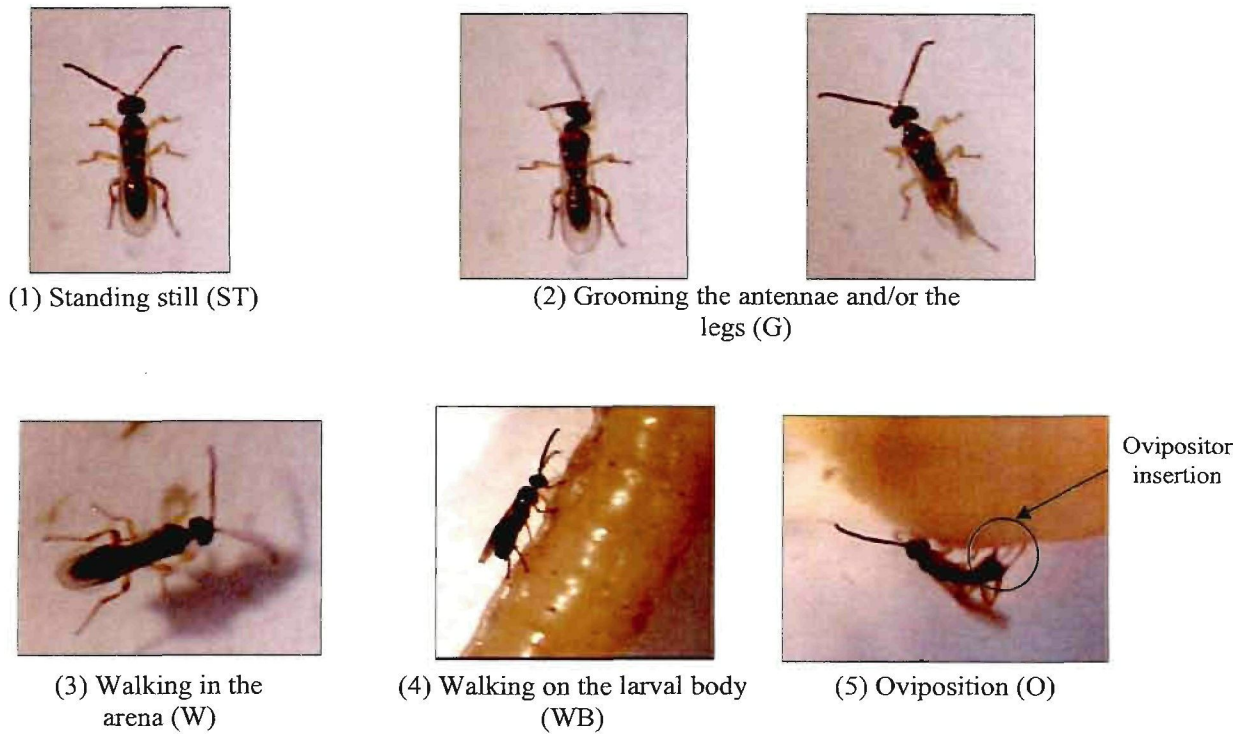 (1) Standing still (ST)
(2) Grooming the antennae and/or the
legs (G)
Ovipositor
insertion
(3) Walking in the
arena (W)
(4) Walking on the larval body
(WB)
(5) Oviposition (O)